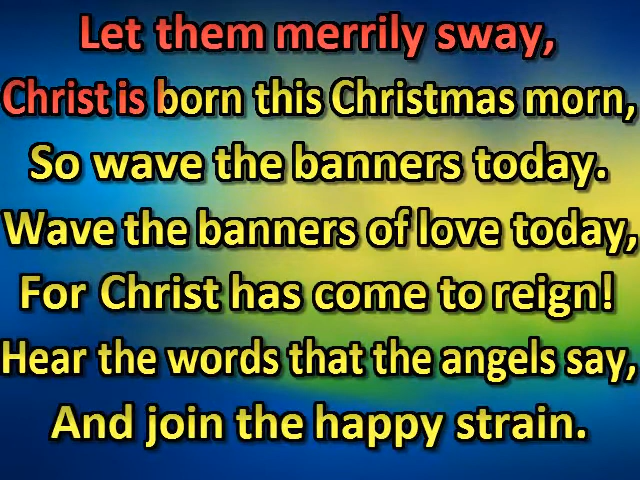 Let them merrily sway,
Christ is born this Christmas morn,
So wave the banners today.
Wave the banners of love today,
For Christ has come to reign!
Hear the words that the angels say,
And join the happy strain.